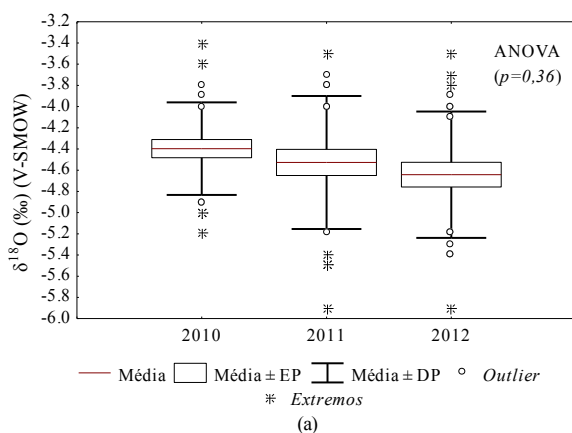 -3.2
-3.4
-3.6
-3.8
-4.0
-4.2
-4.4
-4.6
-4.8
-5.0
-5.2
-5.4
-5.6
-5.8
-6.0
δ¹⁸O (‰) (V-SMOW)
ANOVA
(p=0,36)
2010 2011 2012
Média Média ± EP Média ± DP Outlier
Extremos
(a)